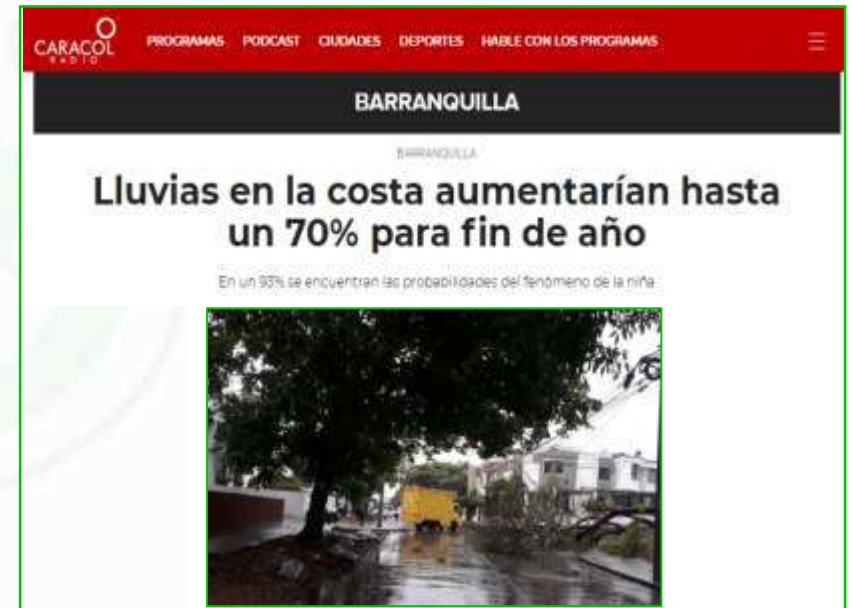 CARACOL
RADIO
PROGRAMAS PODCAST CIUDADES DEPORTES HABLE CON LOS PROGRAMAS
BARRANQUILLA
BARRANQUILLA
Lluvias en la costa aumentarían hasta
un 70% para fin de año
En un 93% se encuentran las probabilidades del fenómeno de la niña